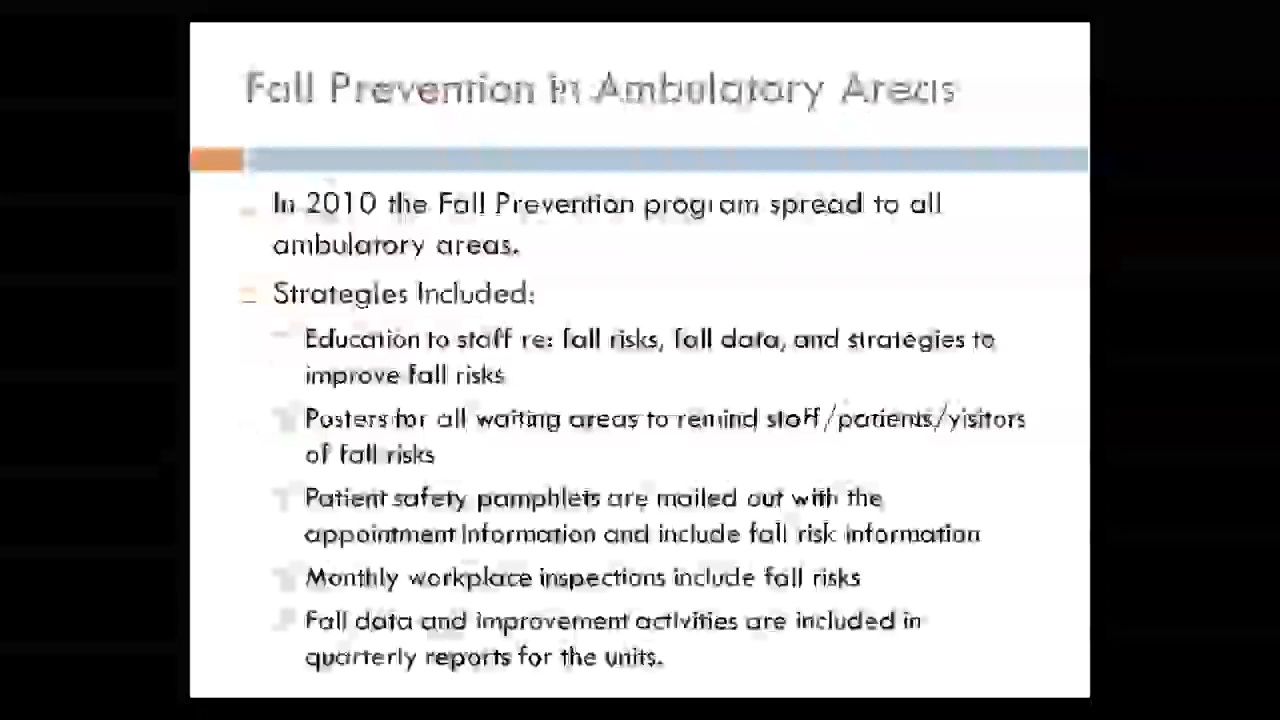 Fall Prevention in Ambulatory Areas
In 2010 the Fall Prevention program spread to all
ambulatory areas.
Strategies Included:
Education to staff re: fall risks, fall data, and strategies to
improve fall risks
Posters for all waiting areas to remind staff/patients/visitors
of fall risks
Patient safety pamphlets are mailed out with the
appointment information and include fall risk information
Monthly workplace inspections include fall risks
Fall data and improvement activities are included in
quarterly reports for the units.